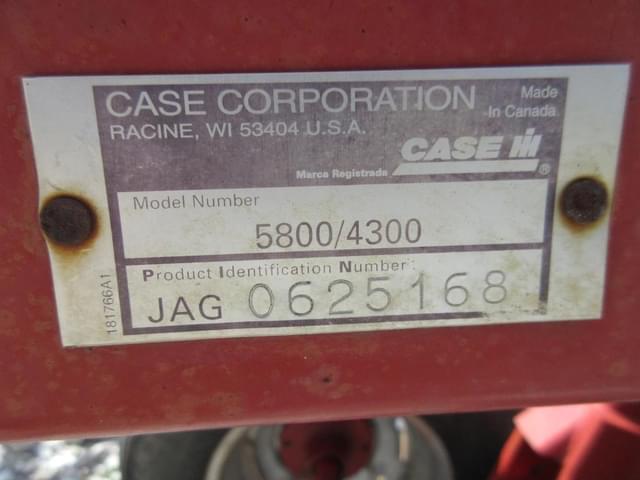 CASE CORPORATION
Made
in Canada
RACINE, WI 53404 U.S.A.
CASE IH ®
Marca Registrada
Model Number
5800/4300
Product Identification Number:
JAG 0625168
181766A1